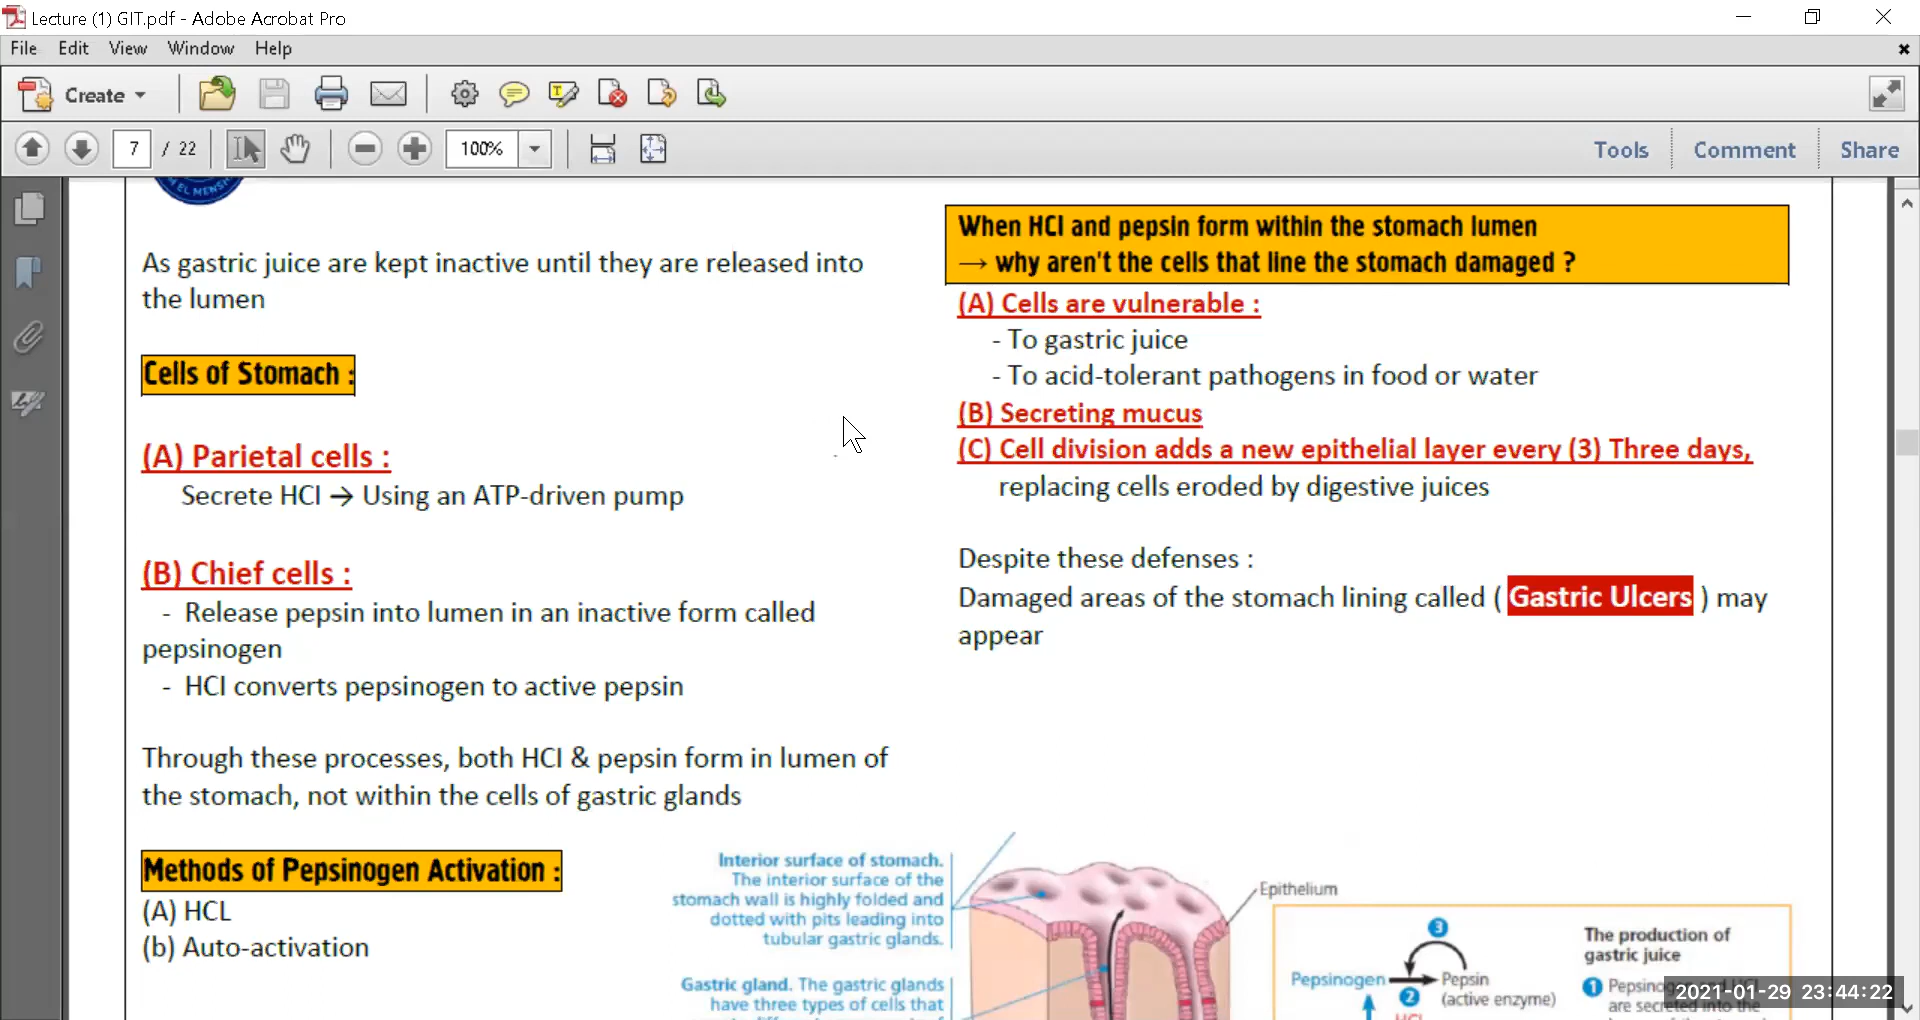 Lecture (1) GIT.pdf - Adobe Acrobat Pro
File Edit View Window Help
Create
7 / 22
100%
Tools Comment Share
EL MENSH
As gastric juice are kept inactive until they are released into
the lumen
Cells of Stomach :
(A) Parietal cells :
Secrete HCl → Using an ATP-driven pump
(B) Chief cells :
- Release pepsin into lumen in an inactive form called
pepsinogen
- HCl converts pepsinogen to active pepsin
Through these processes, both HCl & pepsin form in lumen of
the stomach, not within the cells of gastric glands
Methods of Pepsinogen Activation :
(A) HCL
(b) Auto-activation
When HCl and pepsin form within the stomach lumen
→ why aren't the cells that line the stomach damaged ?
(A) Cells are vulnerable :
- To gastric juice
- To acid-tolerant pathogens in food or water
(B) Secreting mucus
(C) Cell division adds a new epithelial layer every (3) Three days,
replacing cells eroded by digestive juices
Despite these defenses :
Damaged areas of the stomach lining called ( Gastric Ulcers ) may
appear
Interior surface of stomach.
The interior surface of the
stomach wall is highly folded and
dotted with pits leading into
tubular gastric glands.
Gastric gland. The gastric glands
have three types of cells that
Epithelium
3
Pepsinogen
Pepsin
(active enzyme)
2
HCl
The production of
gastric juice
1
are secreted into the
2021-01-29 23:44:22